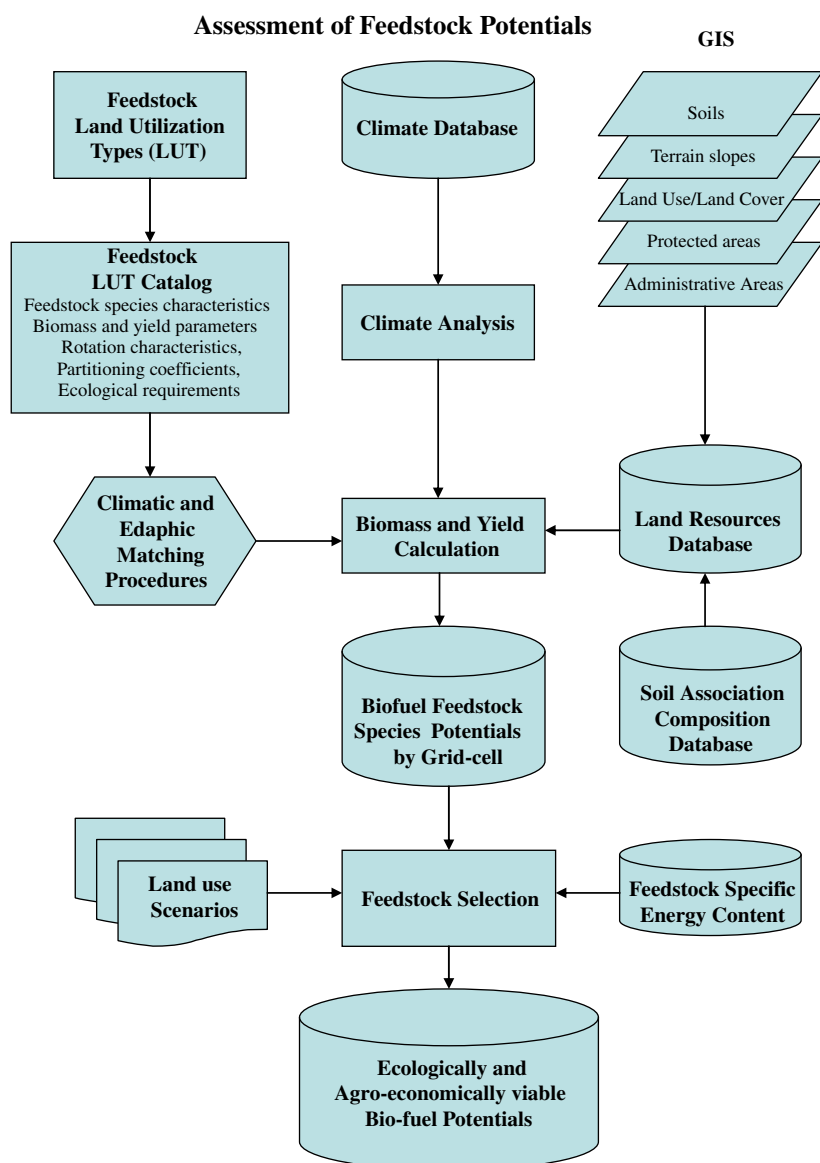 Assessment of Feedstock Potentials
GIS
Feedstock
Land Utilization
Types (LUT)
Climate Database
Soils
Terrain slopes
Land Use/Land Cover
Protected areas
Administrative Areas
Feedstock
LUT Catalog
Feedstock species characteristics
Biomass and yield parameters
Rotation characteristics,
Partitioning coefficients,
Ecological requirements
Climate Analysis
Climatic and
Edaphic
Matching
Procedures
Biomass and Yield
Calculation
Land Resources
Database
Biofuel Feedstock
Species Potentials
by Grid-cell
Soil Association
Composition
Database
Land use
Scenarios
Feedstock Selection
Feedstock Specific
Energy Content
Ecologically and
Agro-economically viable
Bio-fuel Potentials